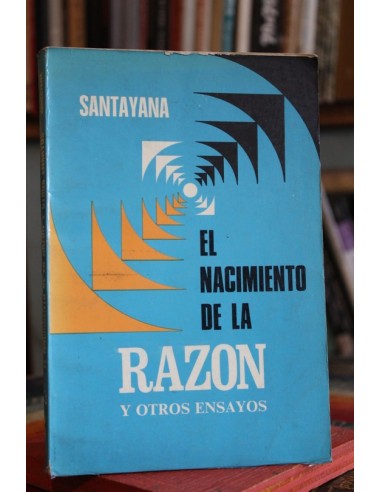 SANTAYANA
EL
NACIMIENTO
DE LA
RAZON
Y OTROS ENSAYOS